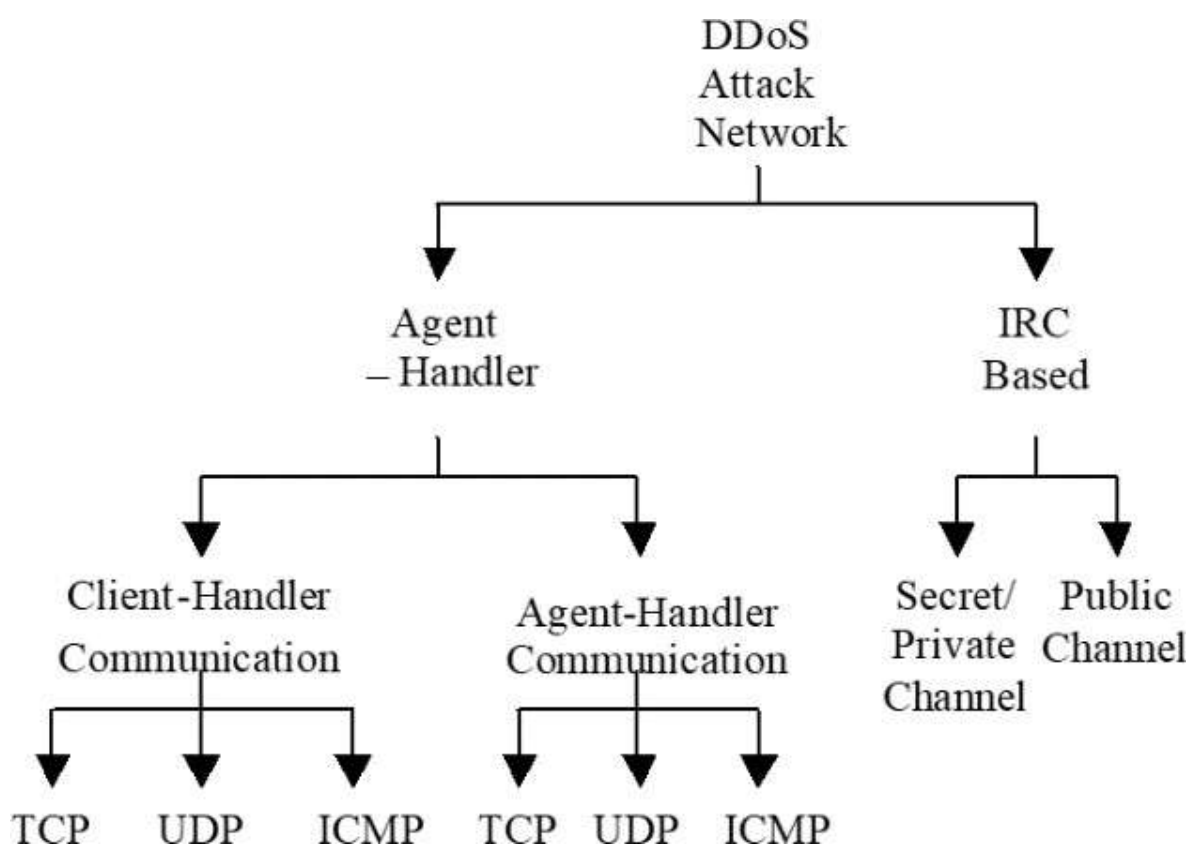 DDoS
Attack
Network
Agent
– Handler
IRC
Based
Client-Handler
Communication
Agent-Handler
Communication
Secret/
Private
Channel
Public
Channel
TCP
UDP
ICMP
TCP
UDP
ICMP